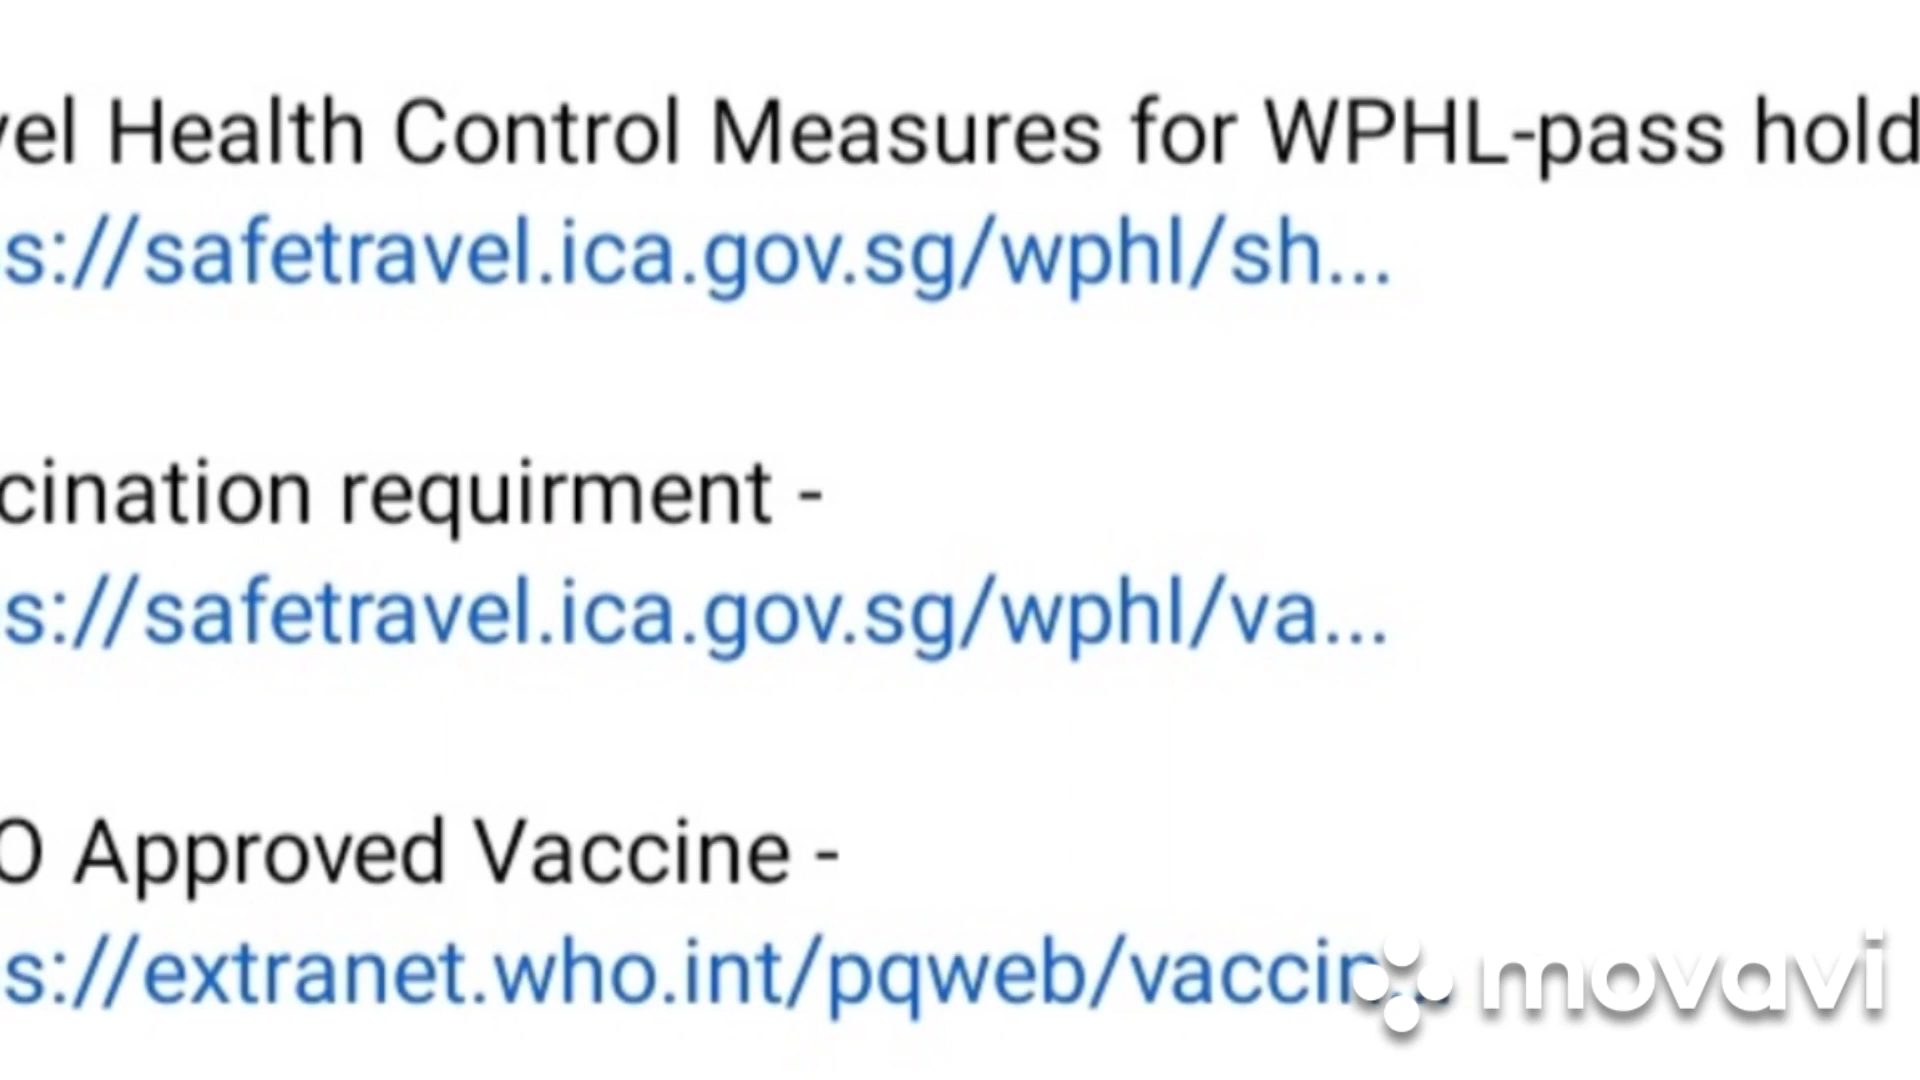 vel Health Control Measures for WPHL-pass hold
s://safetravel.ica.gov.sg/wphl/sh...
cination requirment -
s://safetravel.ica.gov.sg/wphl/va...
O Approved Vaccine -
s://extranet.who.int/pqweb/vaccin...
movavi